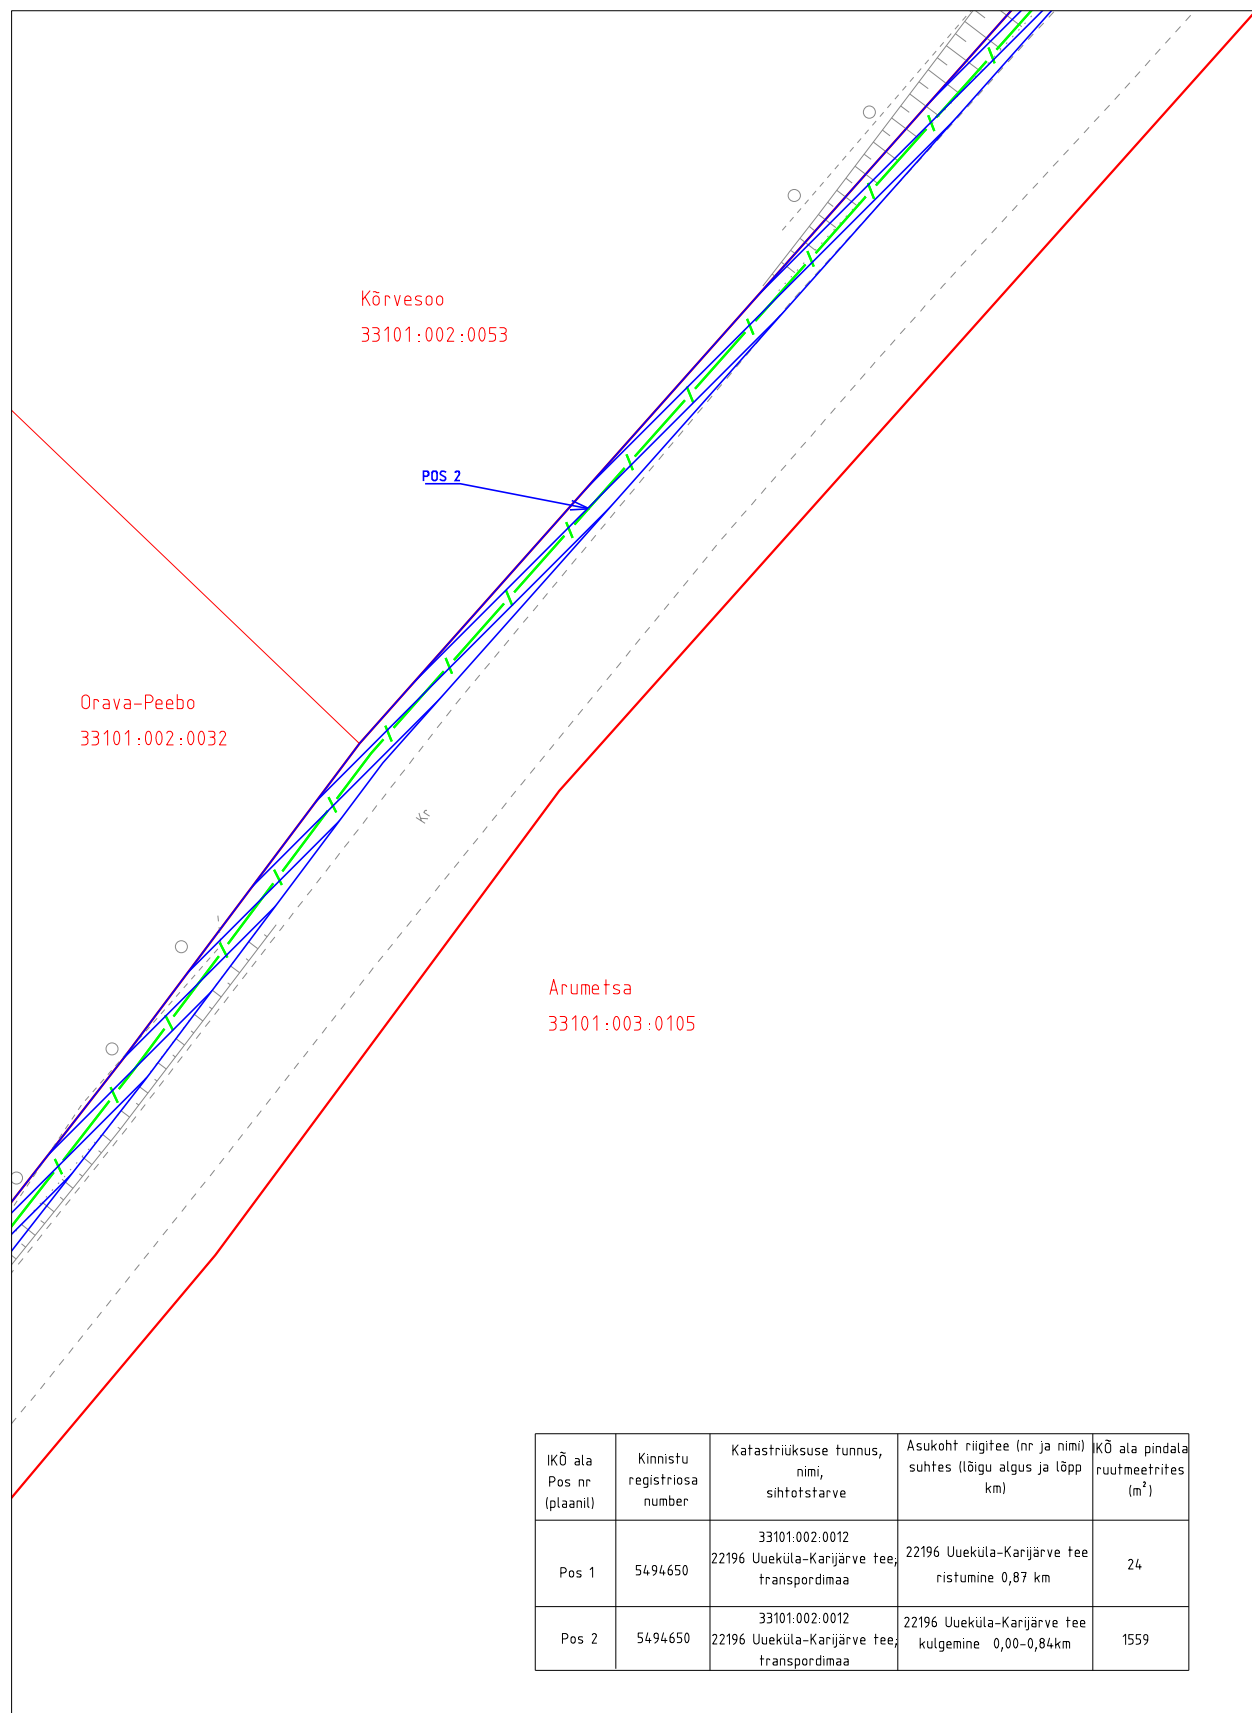 Kõrvesoo
33101:002:0053
POS 2
Orava-Peebo
33101:002:0032
Kr
Arumetsa
33101:003:0105
IKÕ ala
Pos nr
(plaanil)
Kinnistu
registriosa
number
Katastriüksuse tunnus,
nimi,
sihtotstarve
Asukoht riigitee (nr ja nimi)
suhtes (lõigu algus ja lõpp
km)
IKÕ ala pindala
ruutmeetrites
(m²)
Pos 1
5494650
33101:002:0012
22196 Uueküla-Karijärve tee;
transpordimaa
22196 Uueküla-Karijärve tee
ristumine 0,87 km
24
Pos 2
5494650
33101:002:0012
22196 Uueküla-Karijärve tee;
transpordimaa
22196 Uueküla-Karijärve tee
kulgemine 0,00-0,84km
1559